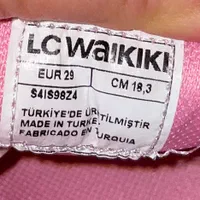 LC WAIKIKI
EUR 29
CM 18,3
S4IS98Z4
TÜRKİYE'DE ÜR TİLMİŞTİR
MADE IN TURKE
FABRICADO EN URQUIA